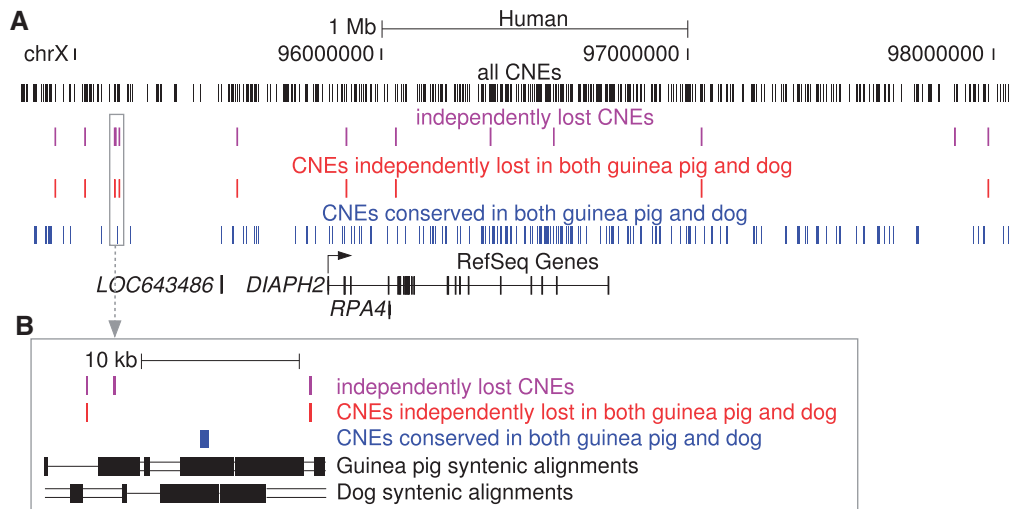 A
Human
1 Mb
chrX 96000000 97000000 98000000
all CNEs
independently lost CNEs
CNEs independently lost in both guinea pig and dog
CNEs conserved in both guinea pig and dog
RefSeq Genes
LOC643486 DIAPH2
RPA4
B
10 kb
independently lost CNEs
CNEs independently lost in both guinea pig and dog
CNEs conserved in both guinea pig and dog
Guinea pig syntenic alignments
Dog syntenic alignments